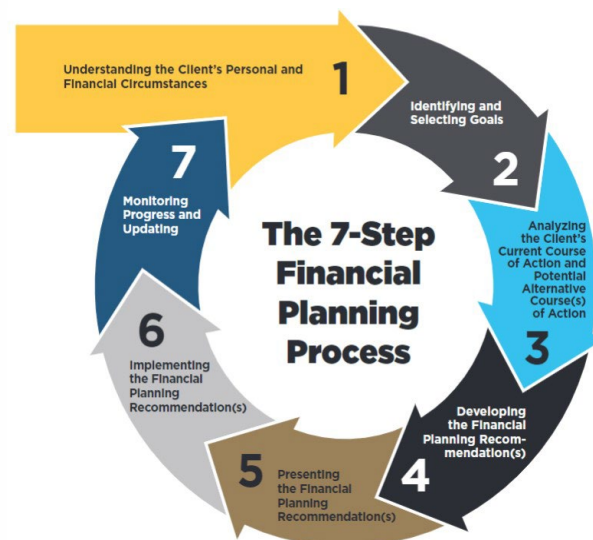 Understanding the Client's Personal and
Financial Circumstances
1
Identifying and
Selecting Goals
2
Analyzing
the Client's
Current Course
of Action and
Potential
Alternative
Course(s)
of Action
3
Developing
the Financial
Planning Recom-
mendation(s)
4
5
Presenting
the Financial
Planning
Recommendation(s)
6
Implementing
the Financial
Planning
Recommendation(s)
7
Monitoring
Progress and
Updating
The 7-Step
Financial
Planning
Process